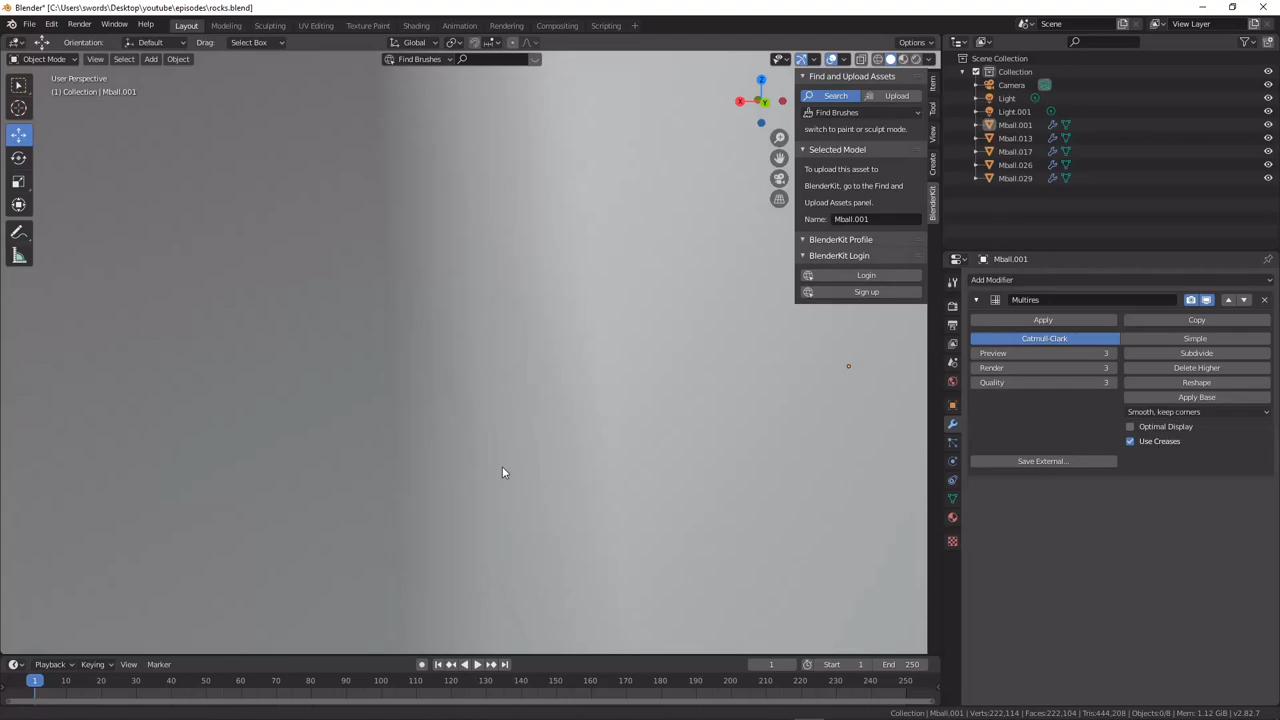 Blender* [C:\Users\swords\Desktop\youtube\episodes\rocks.blend]
File Edit Render Window Help Layout Modeling Sculpting UV Editing Texture Paint Shading Animation Rendering Compositing Scripting Scene View Layer
Orientation: Default Drag: Select Box Global Options
Object Mode View Select Add Object Find Brushes
User Perspective
(1) Collection | Mball.001
Z
X
Y
Find and Upload Assets
Search Upload
Find Brushes
switch to paint or sculpt mode.
Selected Model
To upload this asset to
BlenderKit, go to the Find and
Upload Assets panel.
Name: Mball.001
BlenderKit Profile
BlenderKit Login
Login
Sign up
Item
Tool
View
Create
BlenderKit
Scene Collection
Collection
Camera
Light
Light.001
Mball.001
Mball.013
Mball.017
Mball.026
Mball.029
Mball.001
Add Modifier
Multires
Apply Copy
Catmull-Clark Simple
Preview 3 Subdivide
Render 3 Delete Higher
Quality 3 Reshape
Apply Base
Smooth, keep corners
Optimal Display
Use Creases
Save External...
Playback Keying View Marker 1 Start 1 End 250
1 10 20 30 40 50 60 70 80 90 100 110 120 130 140 150 160 170 180 190 200 210 220 230 240 250
Collection | Mball.001 | Verts:222,114 | Faces:222,104 | Tris:444,208 | Objects:0/8 | Mem: 1.12 GiB | v2.82.7